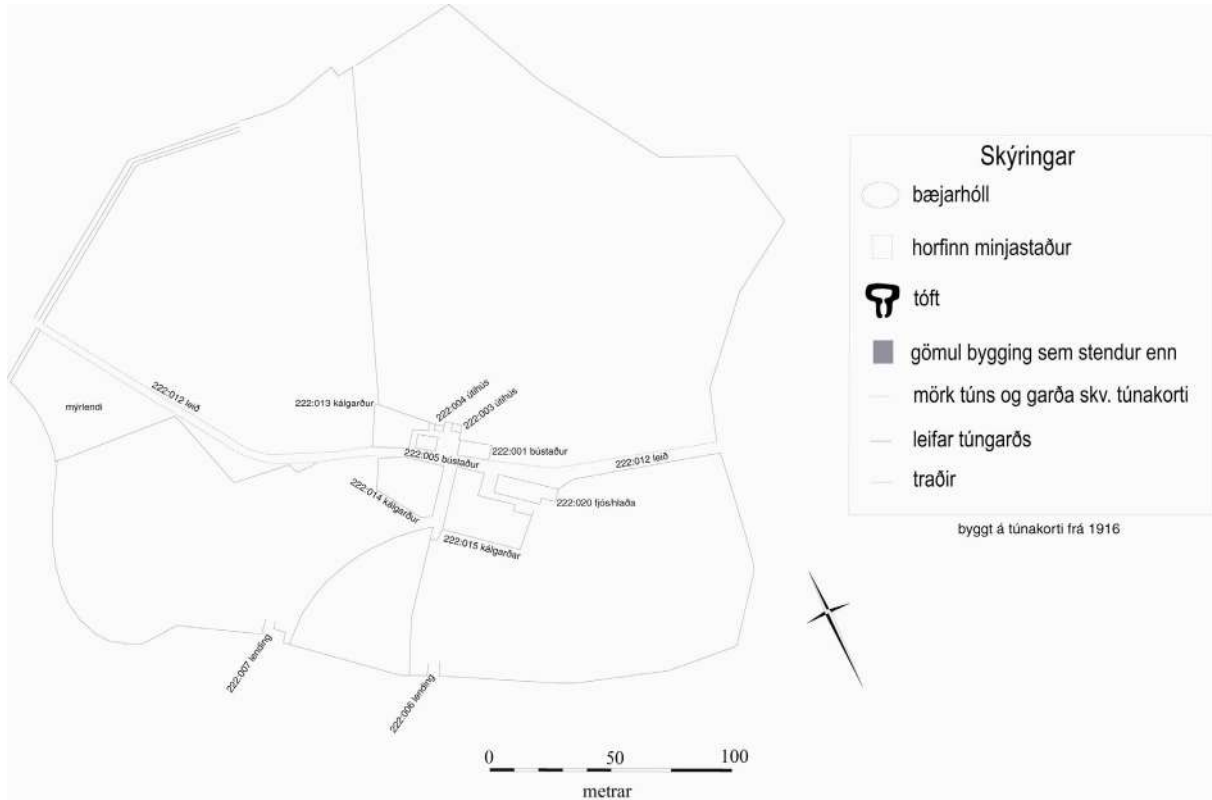 Skýringar
bæjarhóll
horfinn minjastaður
tóft
gömul bygging sem stendur enn
mörk túns og garða skv. túnakorti
leifar túngarðs
traðir
byggt á túnakorti frá 1916
222:012 leið
mýrlendi
222:013 kálgarður
222:004 útihús
222:003 útihús
222:001 bústaður
222:005 bústaður
222:012 leið
222:020 fjós/hlaða
222:014 kálgarður
222:015 kálgarðar
222:007 lending
222:006 lending
0 50 100
metrar